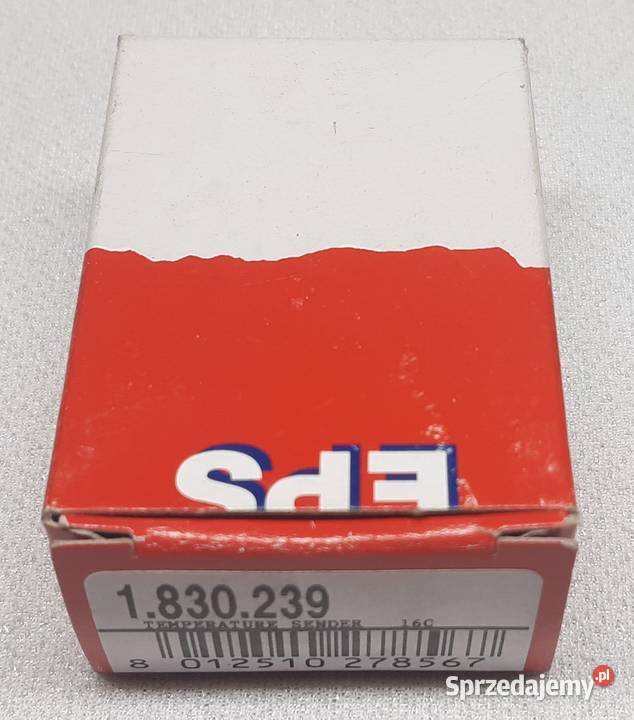 EPS
1.830.239
TEMPERATURE SENDER 16C
8 012510 278567
Sprzedajemy.pl